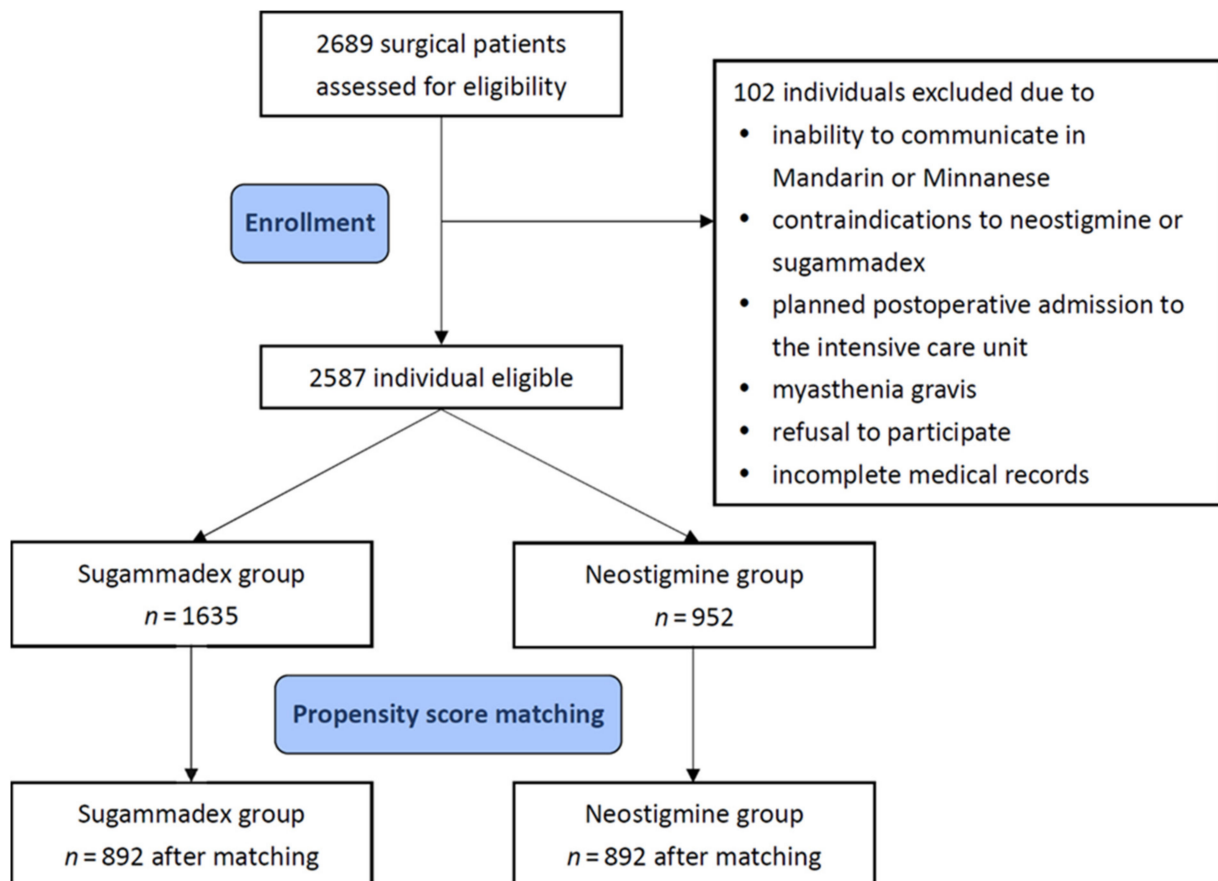 2689 surgical patients
assessed for eligibility
102 individuals excluded due to
• inability to communicate in
Mandarin or Minnanese
• contraindications to neostigmine or
sugammadex
• planned postoperative admission to
the intensive care unit
• myasthenia gravis
• refusal to participate
• incomplete medical records
Enrollment
2587 individual eligible
Sugammadex group
n = 1635
Neostigmine group
n = 952
Propensity score matching
Sugammadex group
n = 892 after matching
Neostigmine group
n = 892 after matching